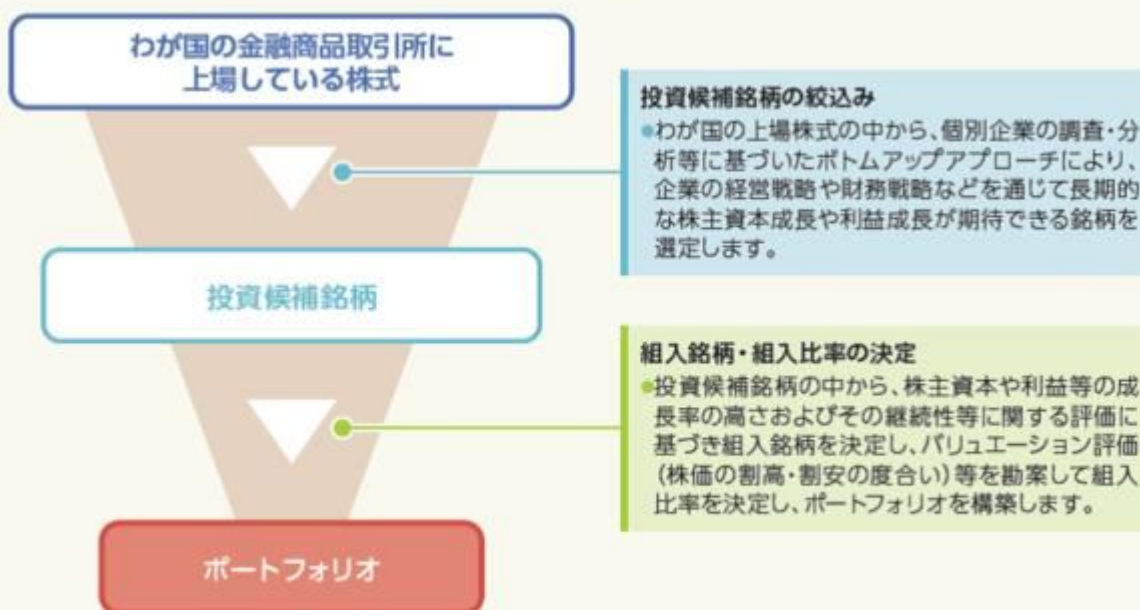 わが国の金融商品取引所に
上場している株式
投資候補銘柄の絞込み
●わが国の上場株式の中から、個別企業の調査・分
析等に基づいたボトムアップアプローチにより、
企業の経営戦略や財務戦略などを通じて長期的
な株主資本成長や利益成長が期待できる銘柄を
選定します。
投資候補銘柄
組入銘柄・組入比率の決定
●投資候補銘柄の中から、株主資本や利益等の成
長率の高さおよびその継続性等に関する評価に
基づき組入銘柄を決定し、バリュエーション評価
(株価の割高・割安の度合い)等を勘案して組入
比率を決定し、ポートフォリオを構築します。
ポートフォリオ